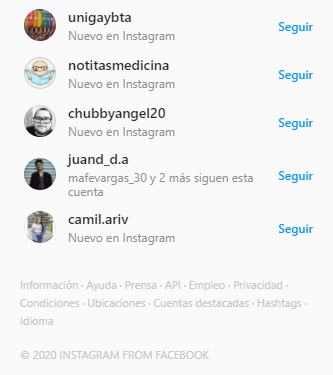 unigaybta
Nuevo en Instagram
Seguir
notitasmedicina
Nuevo en Instagram
Seguir
chubbyangel20
Nuevo en Instagram
Seguir
juand_d.a
mafevargas_30 y 2 más siguen esta
cuenta
Seguir
camil.ariv
Nuevo en Instagram
Seguir
Información · Ayuda · Prensa · API · Empleo · Privacidad ·
Condiciones · Ubicaciones · Cuentas destacadas · Hashtags ·
Idioma
© 2020 INSTAGRAM FROM FACEBOOK